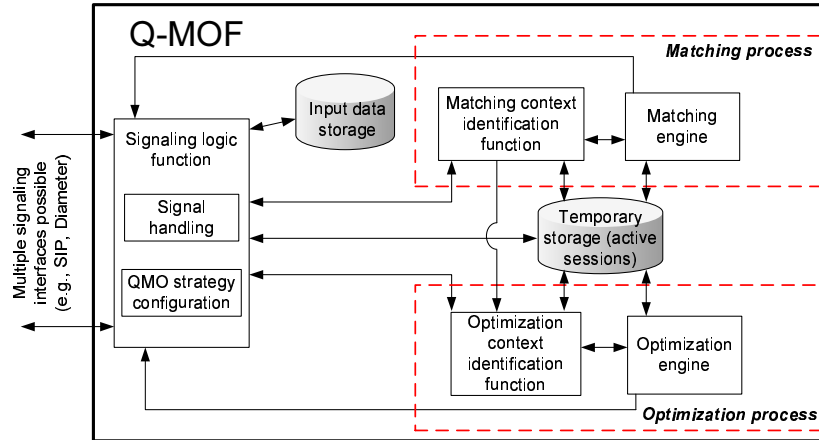 Q-MOF
Matching process
Input data
storage
Matching context
identification
function
Matching
engine
Signaling logic
function
Signal
handling
QMO strategy
configuration
Multiple signaling
interfaces possible
(e.g., SIP, Diameter)
Temporary
storage (active
sessions)
Optimization
context
identification
function
Optimization
engine
Optimization process